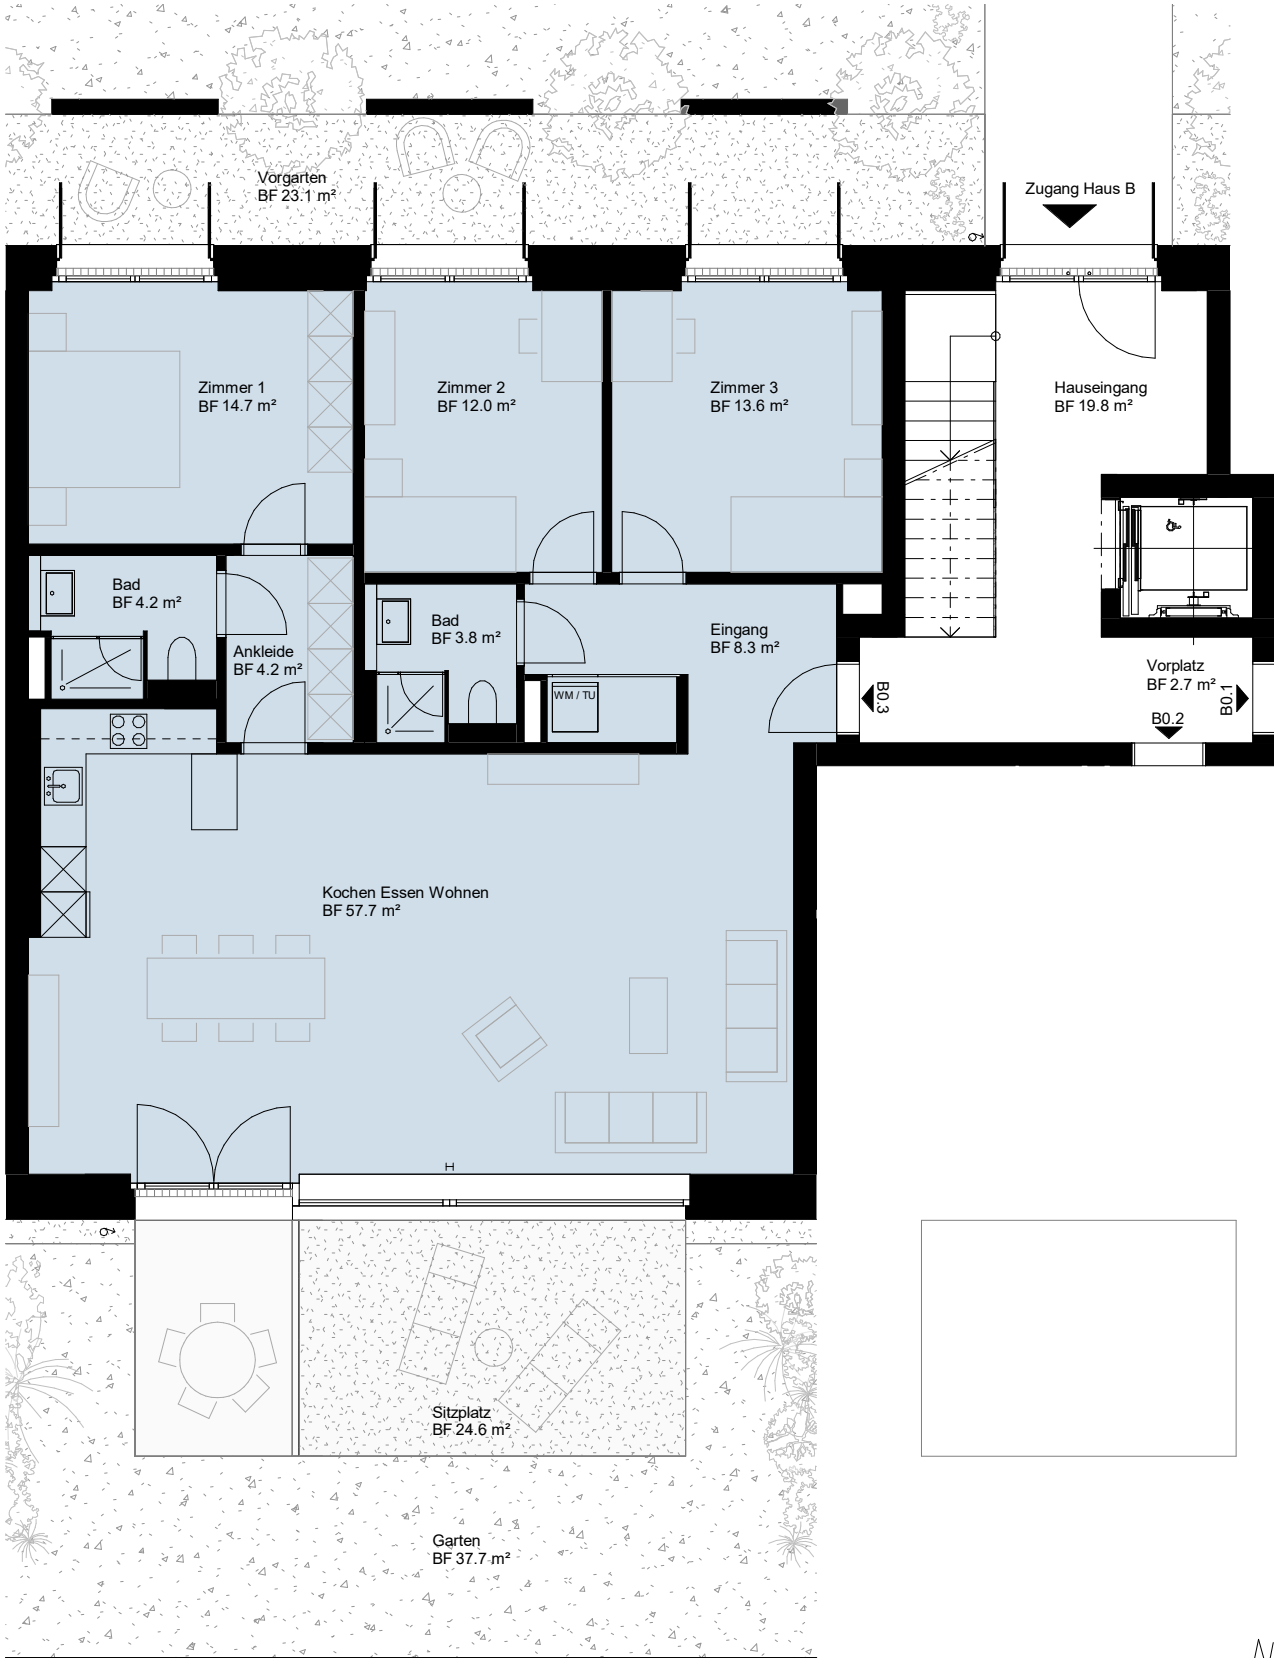 Vorgarten
BF 23.1 m²
Zugang Haus B
Zimmer 1
BF 14.7 m²
Zimmer 2
BF 12.0 m²
Zimmer 3
BF 13.6 m²
Hauseingang
BF 19.8 m²
Bad
BF 4.2 m²
Ankleide
BF 4.2 m²
Bad
BF 3.8 m²
Eingang
BF 8.3 m²
WM / TU
B0.3
Vorplatz
BF 2.7 m²
B0.1
B0.2
Kochen Essen Wohnen
BF 57.7 m²
Sitzplatz
BF 24.6 m²
Garten
BF 37.7 m²